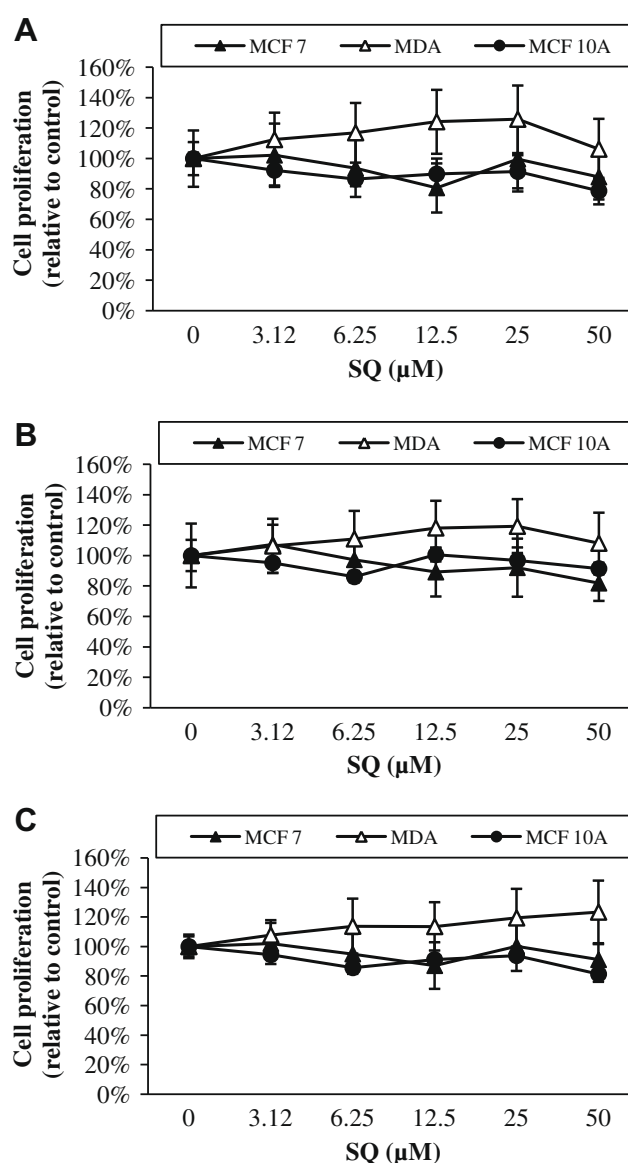 A
MCF 7 MDA MCF 10A
160%
140%
120%
100%
80%
60%
40%
20%
0%
Cell proliferation
(relative to control)
0 3.12 6.25 12.5 25 50
SQ (µM)
B
MCF 7 MDA MCF 10A
160%
140%
120%
100%
80%
60%
40%
20%
0%
Cell proliferation
(relative to control)
0 3.12 6.25 12.5 25 50
SQ (µM)
C
MCF 7 MDA MCF 10A
160%
140%
120%
100%
80%
60%
40%
20%
0%
Cell proliferation
(relative to control)
0 3.12 6.25 12.5 25 50
SQ (µM)